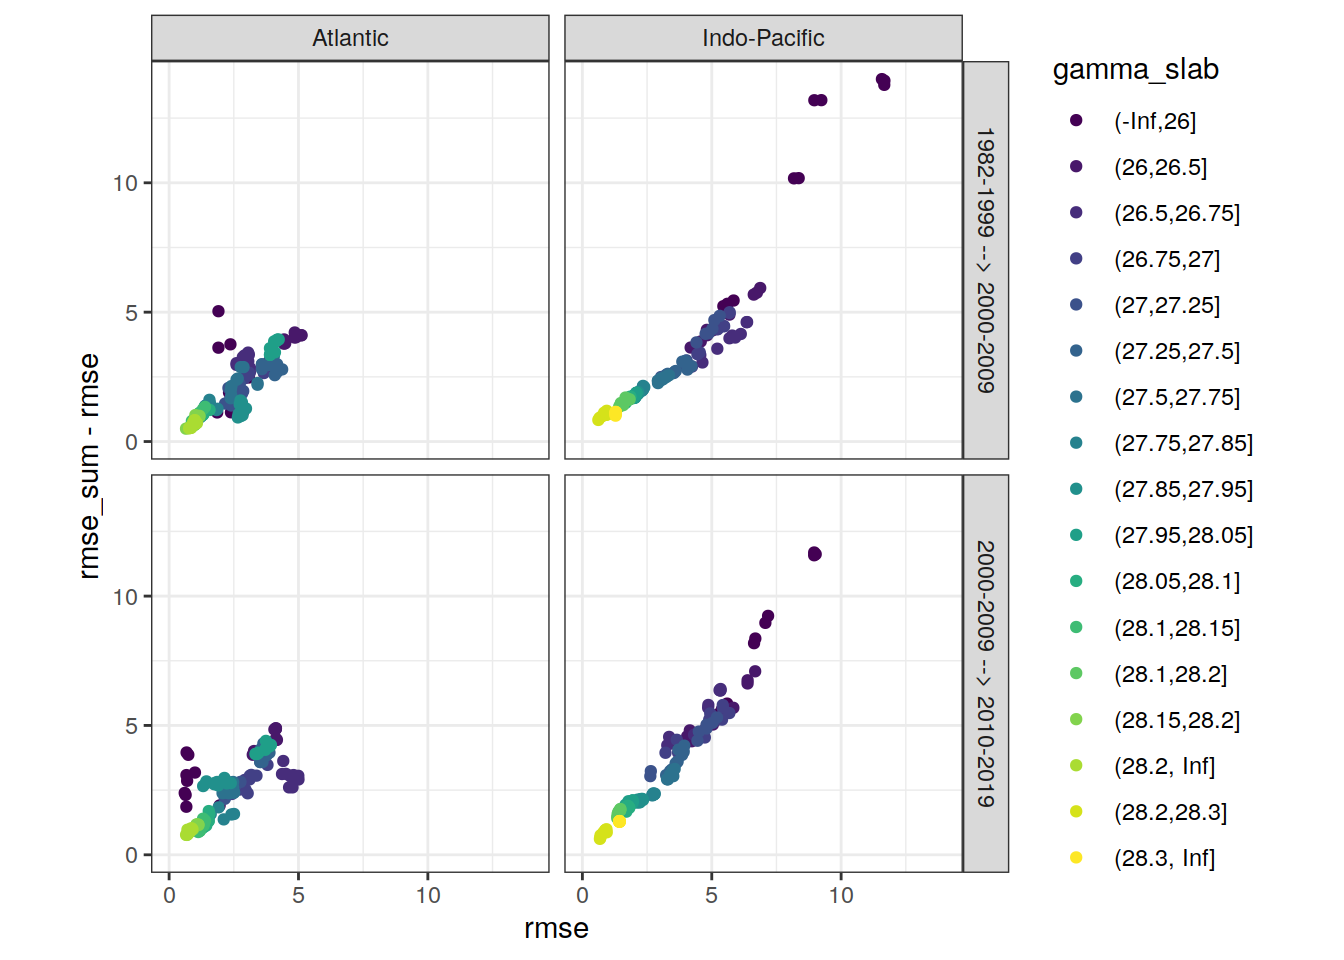 Atlantic
Indo-Pacific
1982-1999 --> 2000-2009
2000-2009 --> 2010-2019
rmse_sum - rmse
10
5
0
10
5
0
0
5
10
0
5
10
rmse
gamma_slab
(-Inf,26]
(26,26.5]
(26.5,26.75]
(26.75,27]
(27,27.25]
(27.25,27.5]
(27.5,27.75]
(27.75,27.85]
(27.85,27.95]
(27.95,28.05]
(28.05,28.1]
(28.1,28.15]
(28.1,28.2]
(28.15,28.2]
(28.2, Inf]
(28.2,28.3]
(28.3, Inf]